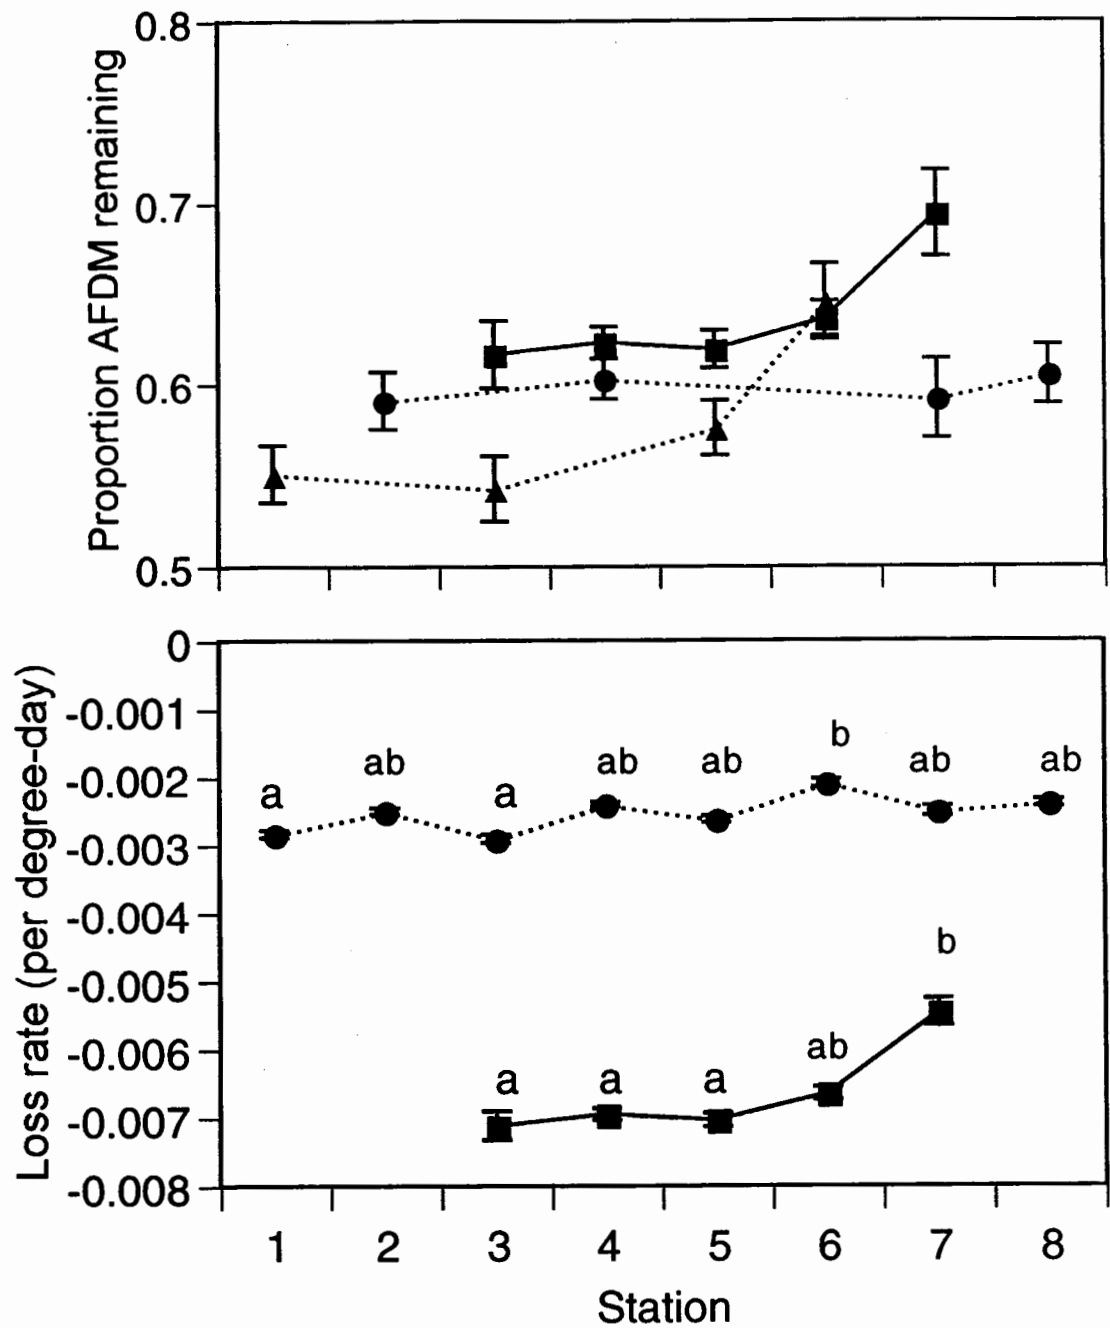 Proportion AFDM remaining
0.8
0.7
0.6
0.5
Loss rate (per degree-day)
0
-0.001
-0.002
-0.003
-0.004
-0.005
-0.006
-0.007
-0.008
a ab a ab ab b ab ab
a a a ab b
1 2 3 4 5 6 7 8
Station